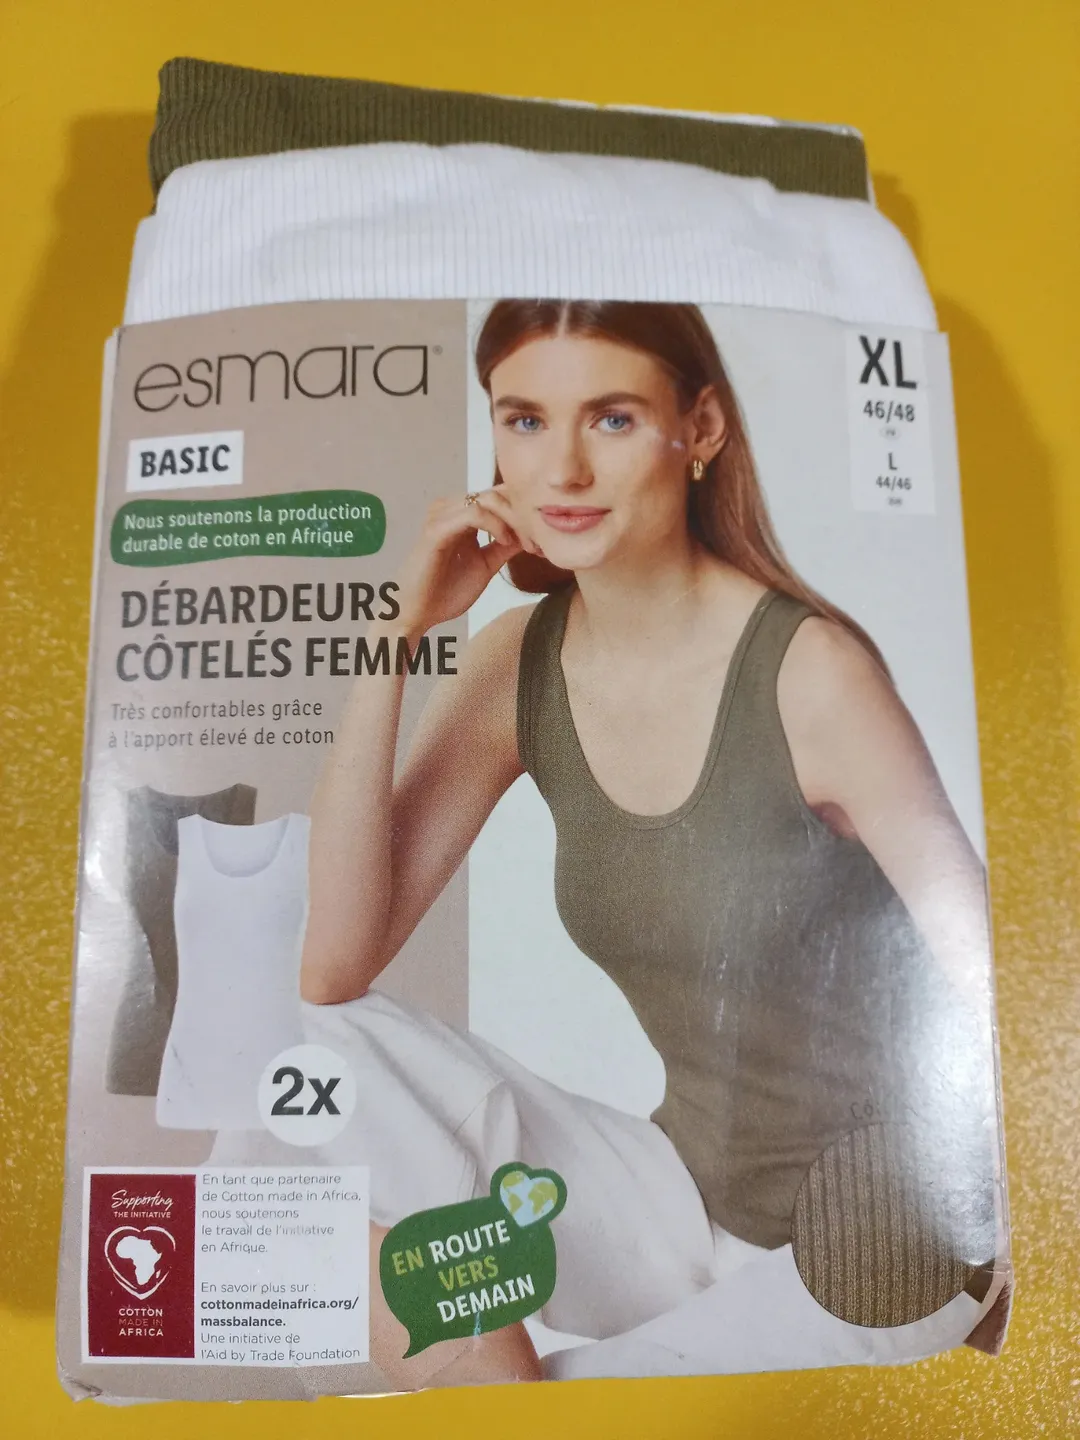 esmara®
BASIC
Nous soutenons la production
durable de coton en Afrique
DÉBARDEURS
CÔTELÉS FEMME
Très confortables grâce
à l'apport élevé de coton
XL
46/48
L
44/46
2x
Supporting
THE INITIATIVE
COTTON
MADE IN
AFRICA
En tant que partenaire
de Cotton made in Africa,
nous soutenons
le travail de l'initiative
en Afrique.
En savoir plus sur :
cottonmadeinafrica.org/
massbalance.
Une initiative de
l'Aid by Trade Foundation
EN ROUTE
VERS
DEMAIN